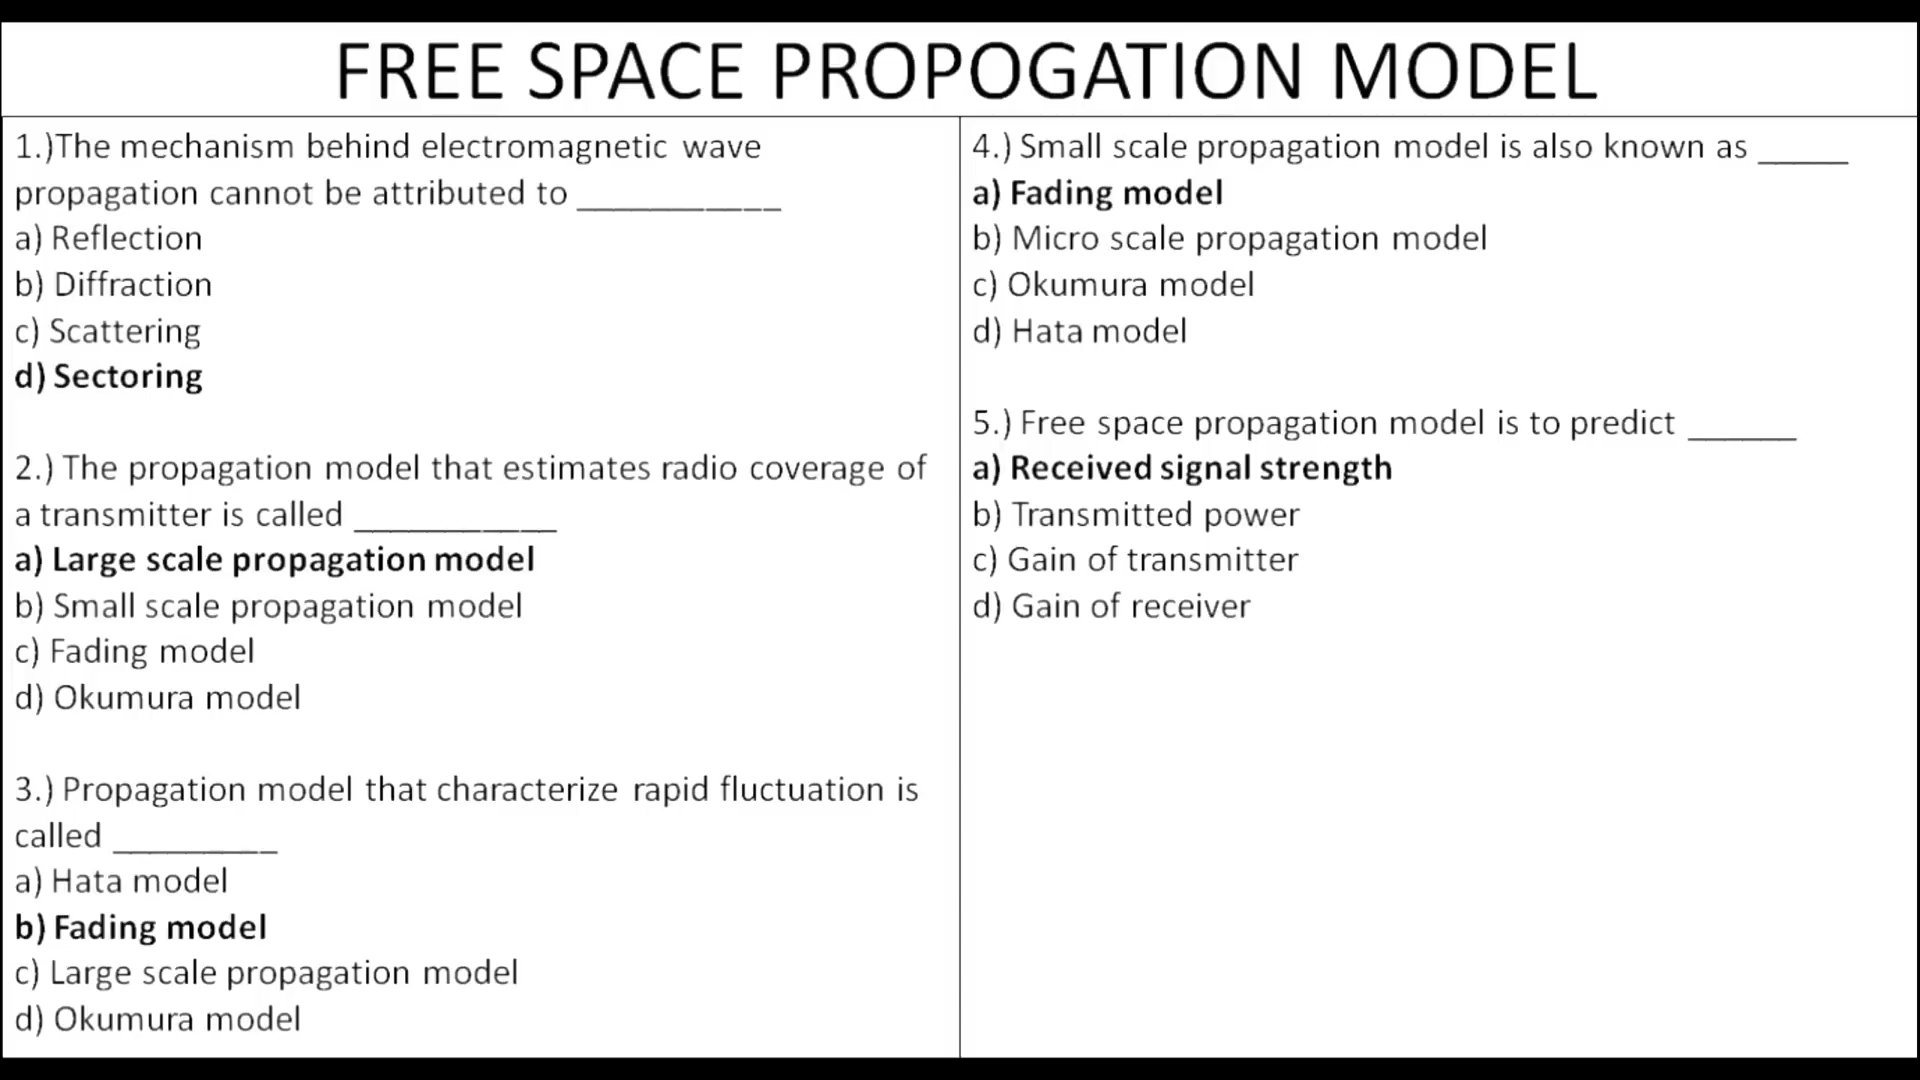 FREE SPACE PROPOGATION MODEL
1.)The mechanism behind electromagnetic wave
propagation cannot be attributed to ___________
a) Reflection
b) Diffraction
c) Scattering
d) Sectoring
2.) The propagation model that estimates radio coverage of
a transmitter is called ___________
a) Large scale propagation model
b) Small scale propagation model
c) Fading model
d) Okumura model
3.) Propagation model that characterize rapid fluctuation is
called _________
a) Hata model
b) Fading model
c) Large scale propagation model
d) Okumura model
4.) Small scale propagation model is also known as _____
a) Fading model
b) Micro scale propagation model
c) Okumura model
d) Hata model
5.) Free space propagation model is to predict ______
a) Received signal strength
b) Transmitted power
c) Gain of transmitter
d) Gain of receiver